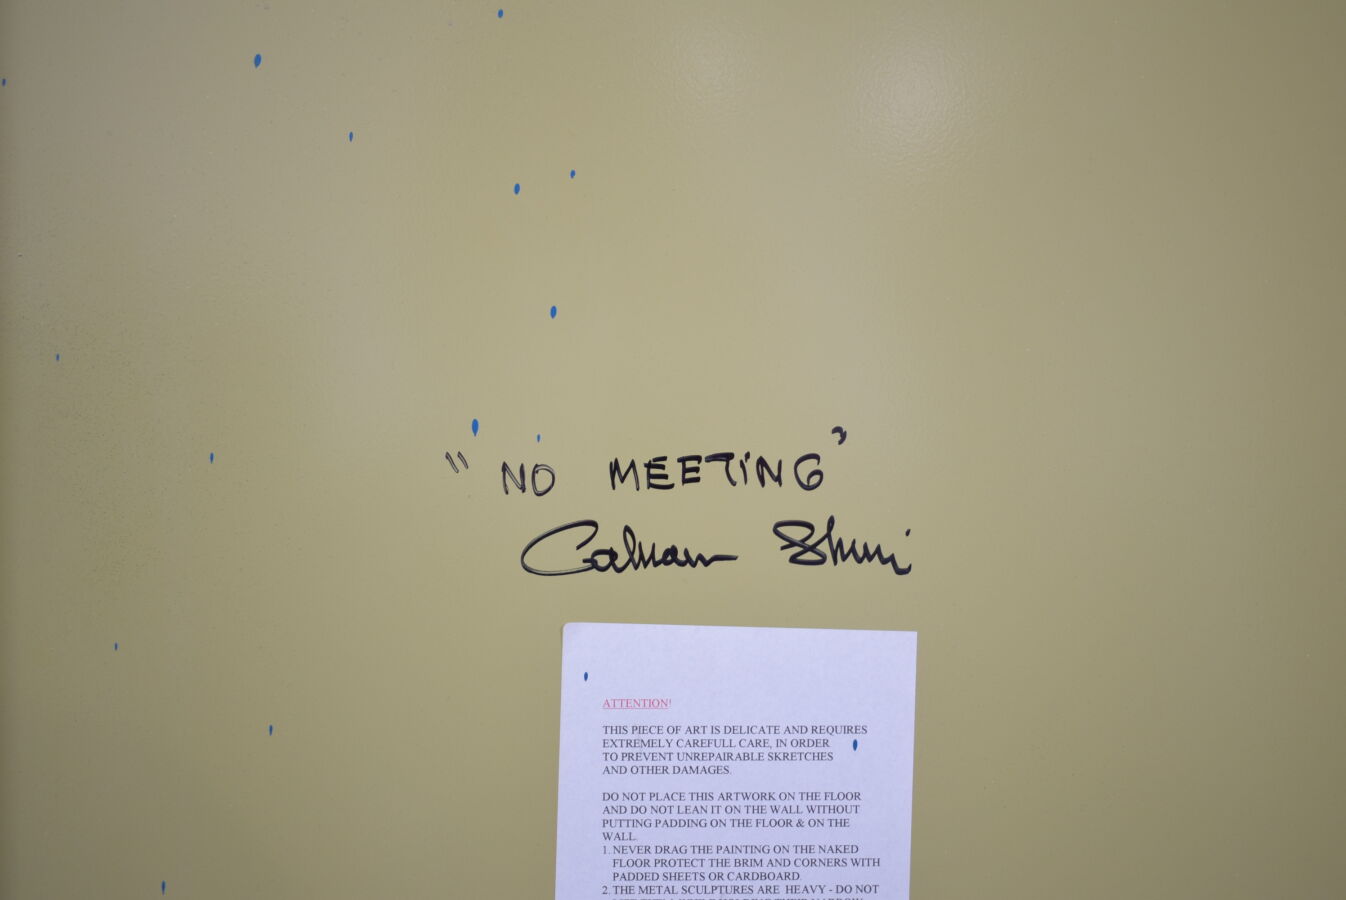 "NO MEETING"
Calman Shemi
ATTENTION!
THIS PIECE OF ART IS DELICATE AND REQUIRES
EXTREMELY CAREFULL CARE, IN ORDER
TO PREVENT UNREPAIRABLE SKRETCHES
AND OTHER DAMAGES.
DO NOT PLACE THIS ARTWORK ON THE FLOOR
AND DO NOT LEAN IT ON THE WALL WITHOUT
PUTTING PADDING ON THE FLOOR & ON THE
WALL.
1. NEVER DRAG THE PAINTING ON THE NAKED
FLOOR PROTECT THE BRIM AND CORNERS WITH
PADDED SHEETS OR CARDBOARD.
2. THE METAL SCULPTURES ARE HEAVY - DO NOT